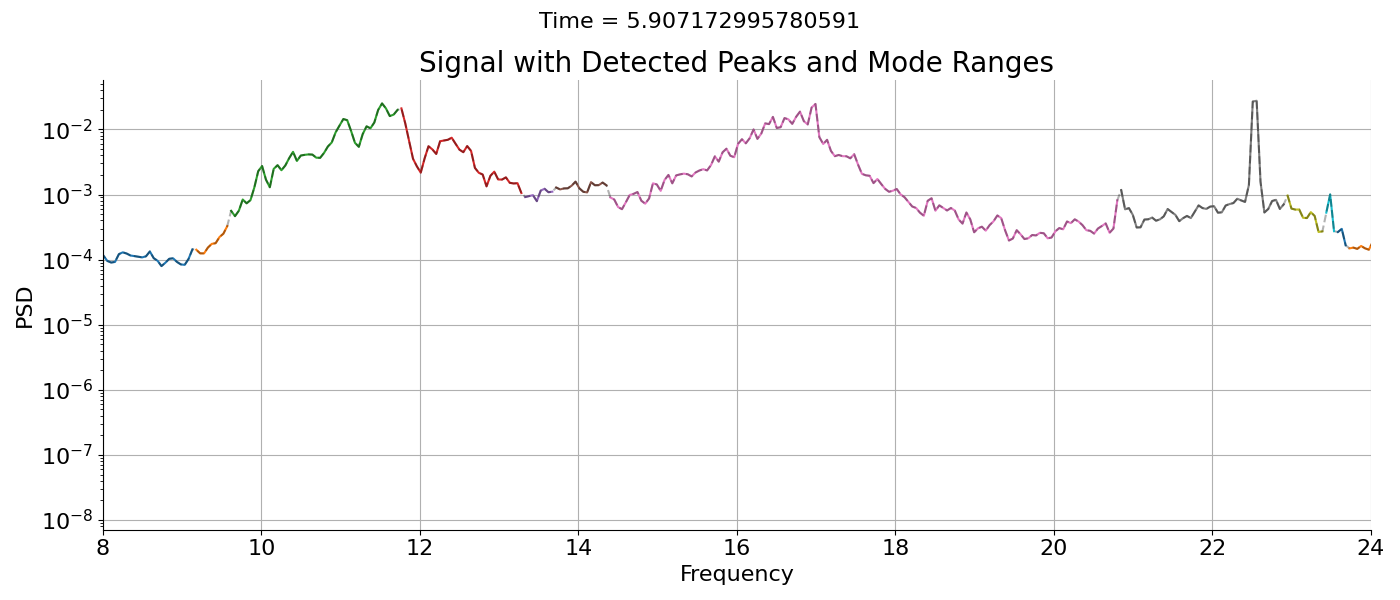 Time = 5.907172995780591
Signal with Detected Peaks and Mode Ranges
PSD
10⁻²
10⁻³
10⁻⁴
10⁻⁵
10⁻⁶
10⁻⁷
10⁻⁸
8 10 12 14 16 18 20 22 24
Frequency